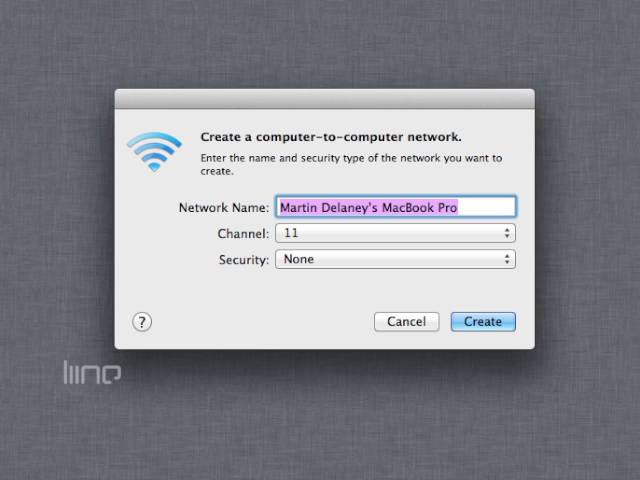 Create a computer-to-computer network.
Enter the name and security type of the network you want to
create.
Network Name: Martin Delaney's MacBook Pro
Channel: 11
Security: None
? Cancel Create
liine